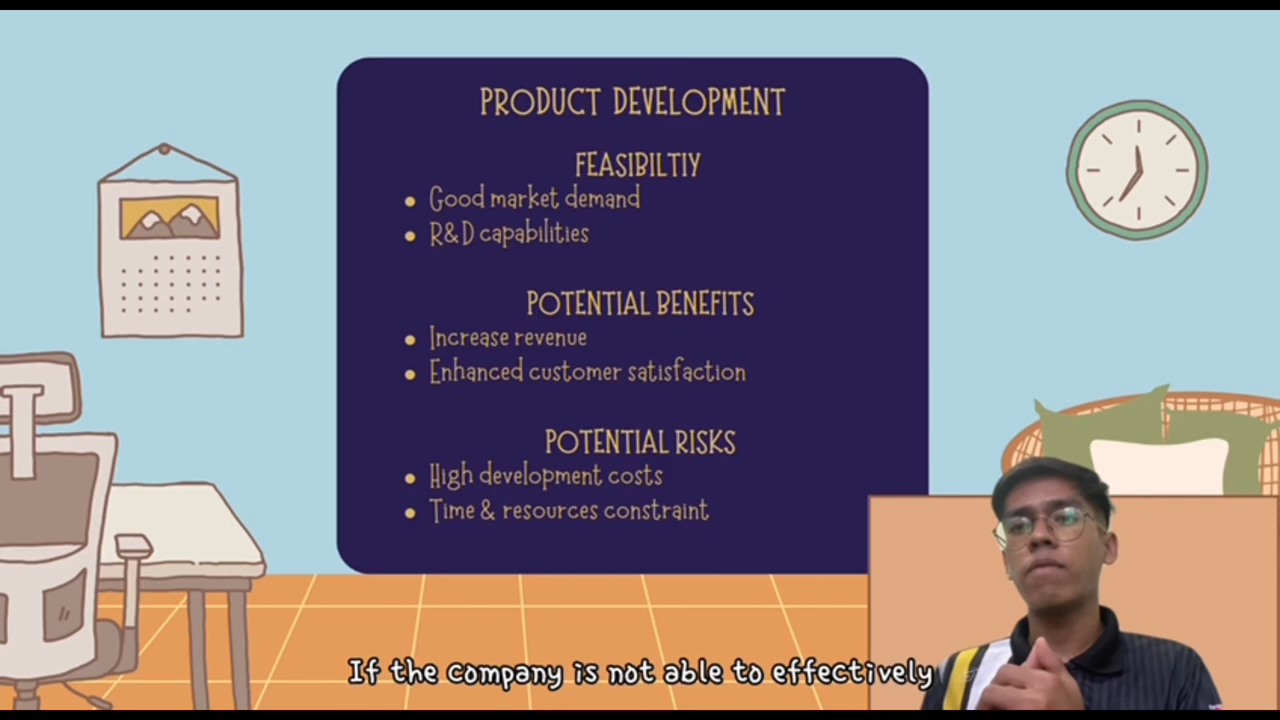 PRODUCT DEVELOPMENT
FEASIBILTIY
Good market demand
R&D capabilities
POTENTIAL BENEFITS
Increase revenue
Enhanced customer satisfaction
POTENTIAL RISKS
High development costs
Time & resources constraint
If the company is not able to effectively